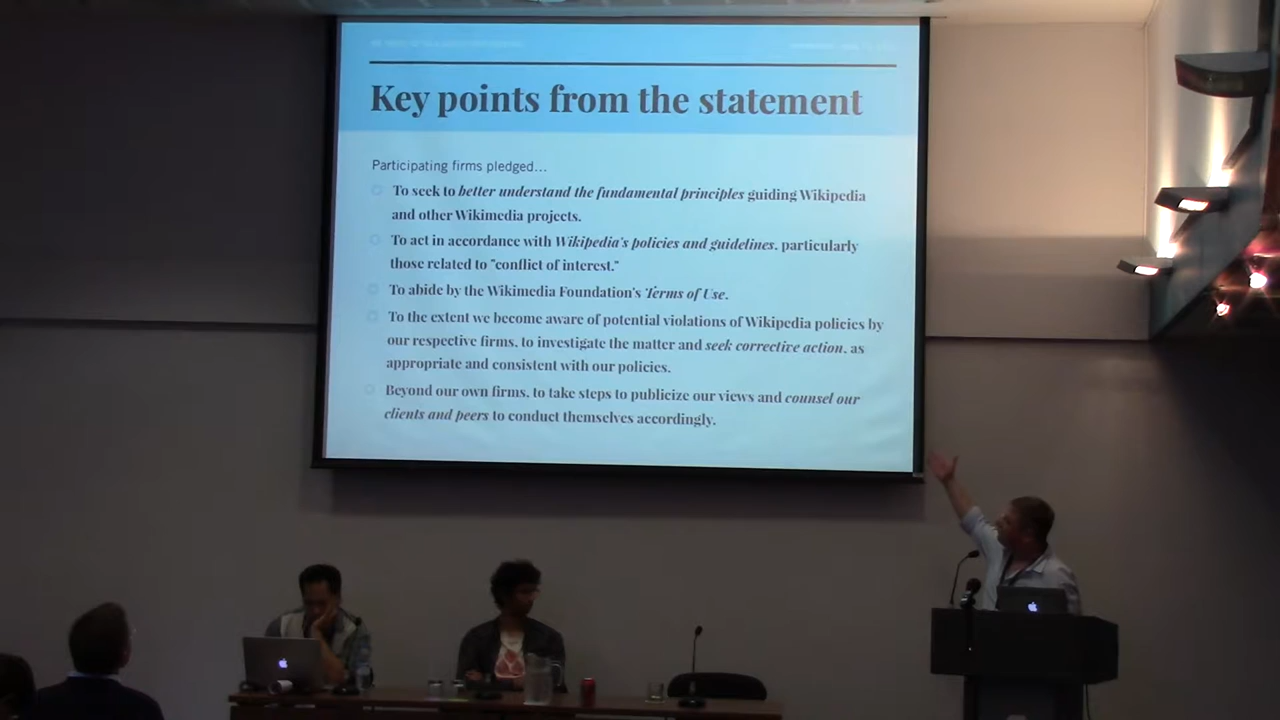 Key points from the statement
Participating firms pledged...
To seek to better understand the fundamental principles guiding Wikipedia
and other Wikimedia projects.
To act in accordance with Wikipedia's policies and guidelines, particularly
those related to "conflict of interest."
To abide by the Wikimedia Foundation's Terms of Use.
To the extent we become aware of potential violations of Wikipedia policies by
our respective firms, to investigate the matter and seek corrective action, as
appropriate and consistent with our policies.
Beyond our own firms, to take steps to publicize our views and counsel our
clients and peers to conduct themselves accordingly.